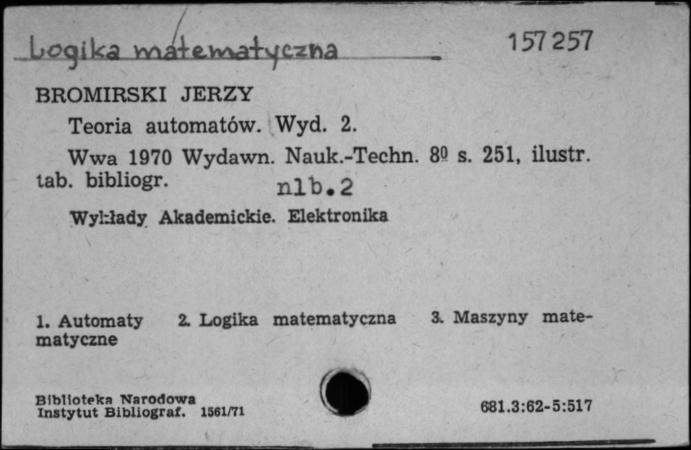 Logika matematyczna
157257
BROMIRSKI JERZY
Teoria automatów. Wyd. 2.
Wwa 1970 Wydawn. Nauk.-Techn. 8º s. 251, ilustr.
tab. bibliogr.
nlb.2
Wykłady Akademickie. Elektronika
1. Automaty 2. Logika matematyczna 3. Maszyny mate-
matyczne
Biblioteka Narodowa
Instytut Bibliograf. 1561/71
681.3:62-5:517